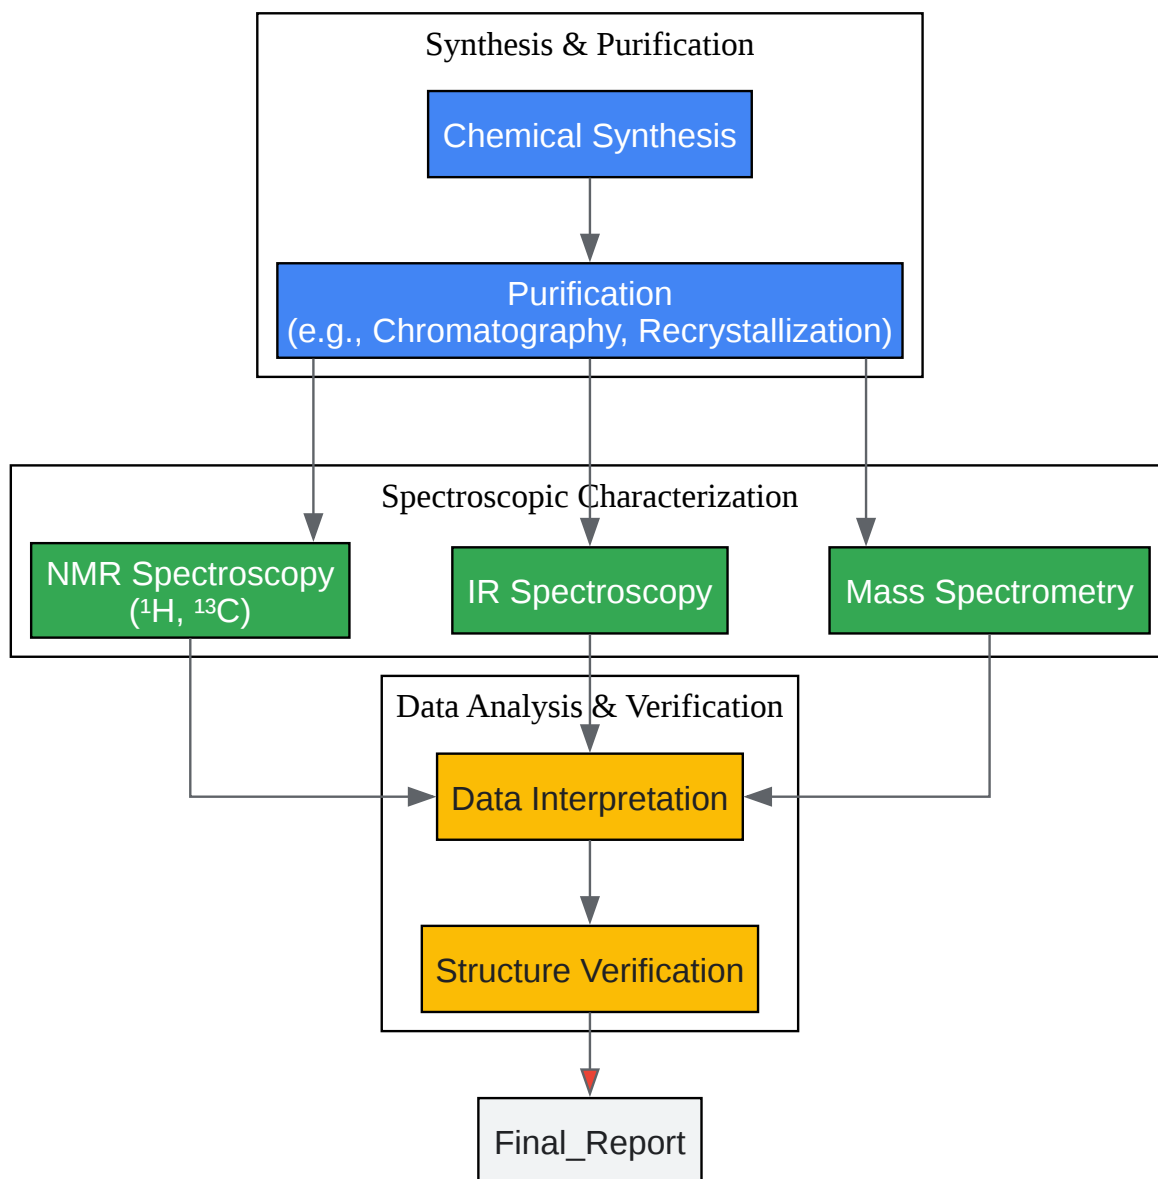 Synthesis & Purification
Chemical Synthesis
Purification
(e.g., Chromatography, Recrystallization)
Spectroscopic Characterization
NMR Spectroscopy
(¹H, ¹³C)
IR Spectroscopy
Mass Spectrometry
Data Analysis & Verification
Data Interpretation
Structure Verification
Final_Report